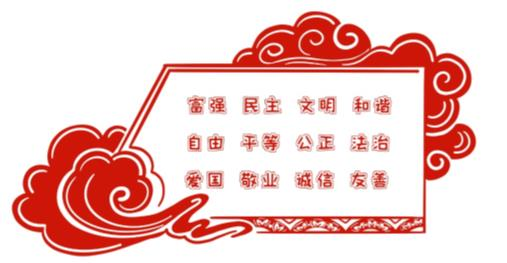 富强 民主 文明 和谐
自由 平等 公正 法治
爱国 敬业 诚信 友善